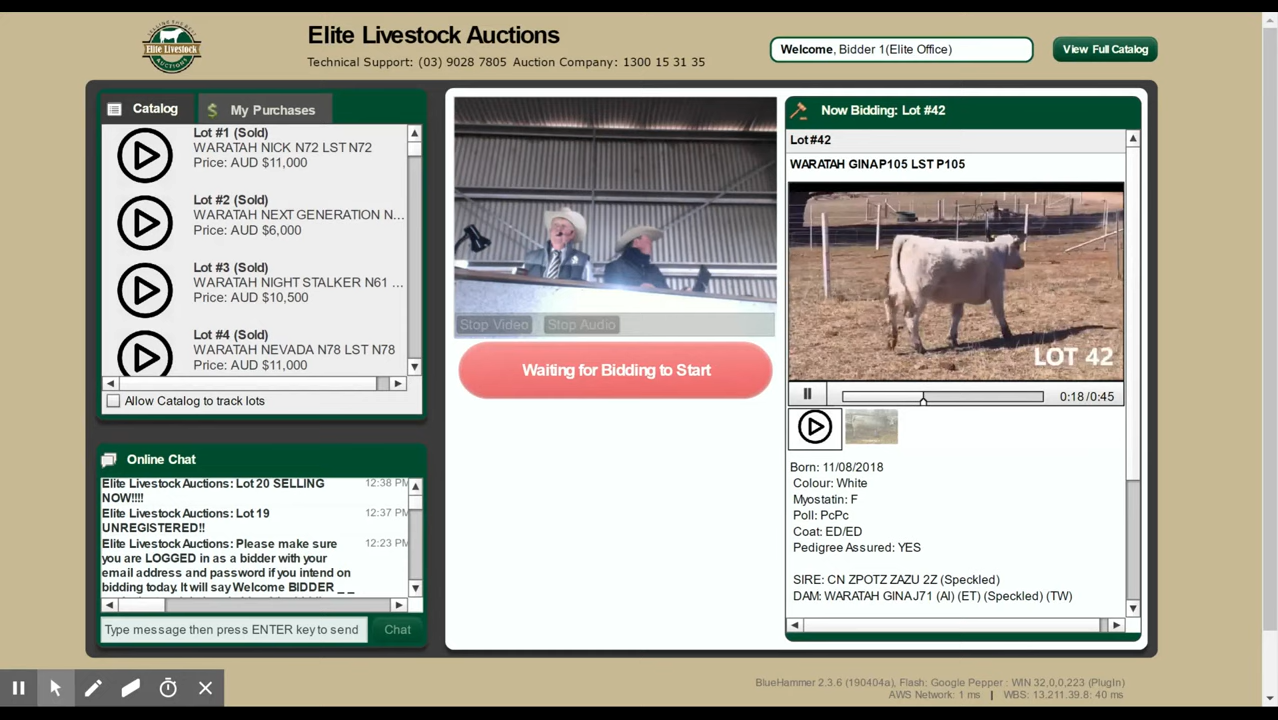 Elite Livestock Auctions
Technical Support: (03) 9028 7805 Auction Company: 1300 15 31 35
Welcome, Bidder 1(Elite Office)
View Full Catalog
Elite Livestock
AUCTIONS
Catalog
My Purchases
Lot #1 (Sold)
WARATAH NICK N72 LST N72
Price: AUD $11,000
Lot #2 (Sold)
WARATAH NEXT GENERATION N...
Price: AUD $6,000
Lot #3 (Sold)
WARATAH NIGHT STALKER N61 ...
Price: AUD $10,500
Lot #4 (Sold)
WARATAH NEVADA N78 LST N78
Price: AUD $11,000
Allow Catalog to track lots
Online Chat
Elite Livestock Auctions: Lot 20 SELLING 12:38 PM
NOW!!!!
Elite Livestock Auctions: Lot 19 12:37 PM
UNREGISTERED!!
Elite Livestock Auctions: Please make sure 12:23 PM
you are LOGGED in as a bidder with your
email address and password if you intend on
bidding today. It will say Welcome BIDDER _ _
Type message then press ENTER key to send
Chat
Stop Video
Stop Audio
Waiting for Bidding to Start
Now Bidding: Lot #42
Lot #42
WARATAH GINA P105 LST P105
LOT 42
0:18 / 0:45
Born: 11/08/2018
Colour: White
Myostatin: F
Poll: PcPc
Coat: ED/ED
Pedigree Assured: YES
SIRE: CN ZPOTZ ZAZU 2Z (Speckled)
DAM: WARATAH GINA J71 (AI) (ET) (Speckled) (TW)
BlueHammer 2.3.6 (190404a), Flash; Google Pepper : WIN 32,0,0,223 (PlugIn)
AWS Network: 1 ms | WBS: 13.211.39.8: 40 ms